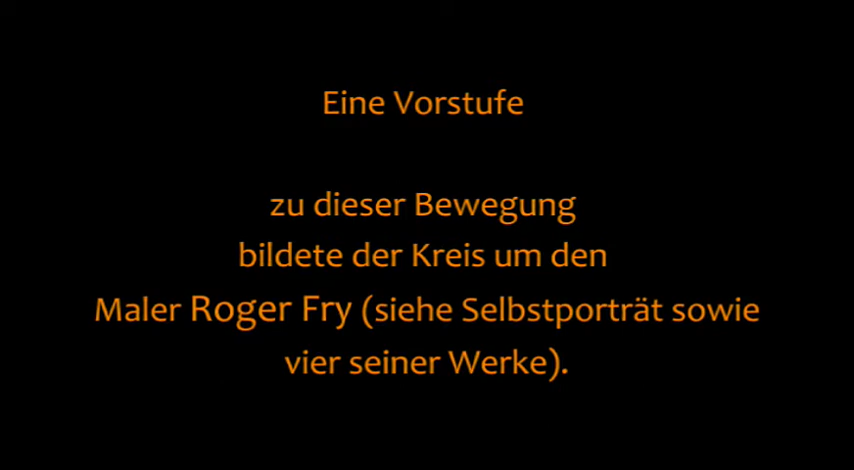 Eine Vorstufe
zu dieser Bewegung
bildete der Kreis um den
Maler Roger Fry (siehe Selbstporträt sowie
vier seiner Werke).